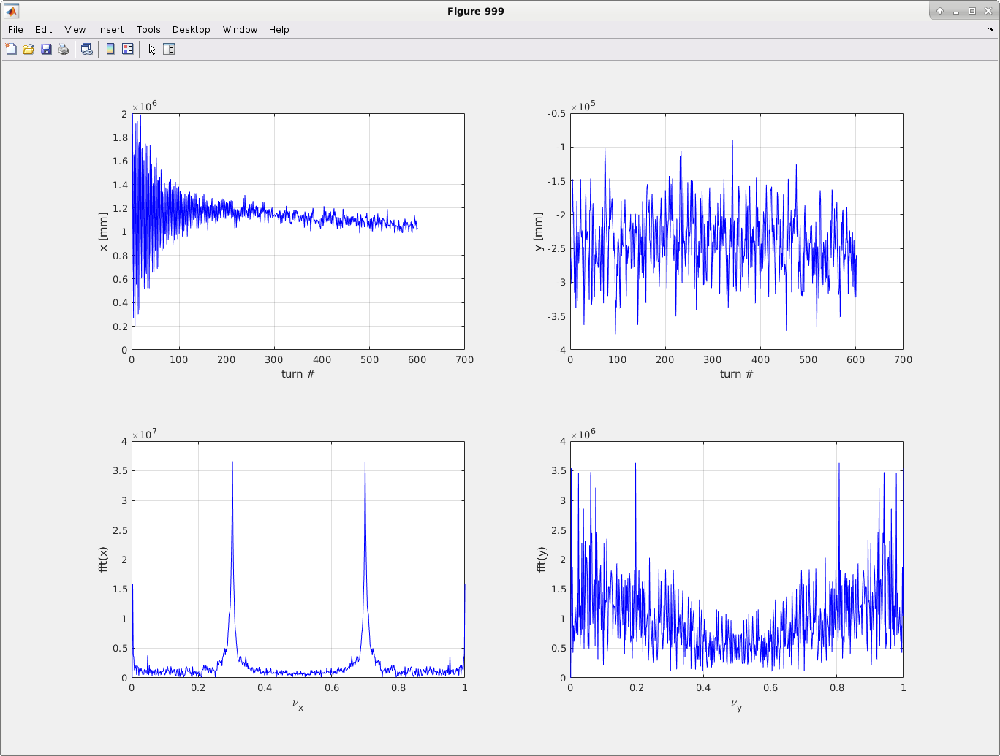 Figure 999
File Edit View Insert Tools Desktop Window Help
×10^6
2
1.8
1.6
1.4
1.2
1
0.8
0.6
0.4
0.2
0
x [mm]
0 100 200 300 400 500 600 700
turn #
×10^5
-0.5
-1
-1.5
-2
-2.5
-3
-3.5
-4
y [mm]
0 100 200 300 400 500 600 700
turn #
×10^7
4
3.5
3
2.5
2
1.5
1
0.5
0
fft(x)
0 0.2 0.4 0.6 0.8 1
ν_x
×10^6
4
3.5
3
2.5
2
1.5
1
0.5
0
fft(y)
0 0.2 0.4 0.6 0.8 1
ν_y